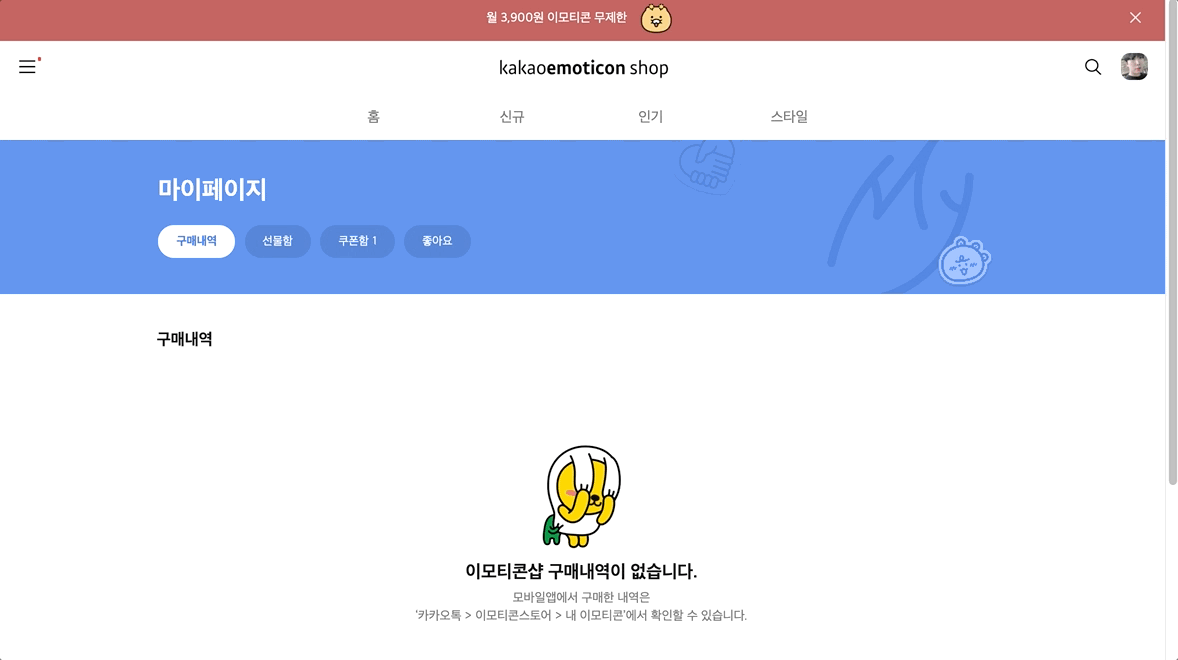 월 3,900원 이모티콘 무제한
kakaoemoticon shop
홈 신규 인기 스타일
마이페이지
My
구매내역 선물함 쿠폰함 1 좋아요
구매내역
이모티콘샵 구매내역이 없습니다.
모바일앱에서 구매한 내역은
'카카오톡 > 이모티콘스토어 > 내 이모티콘'에서 확인할 수 있습니다.